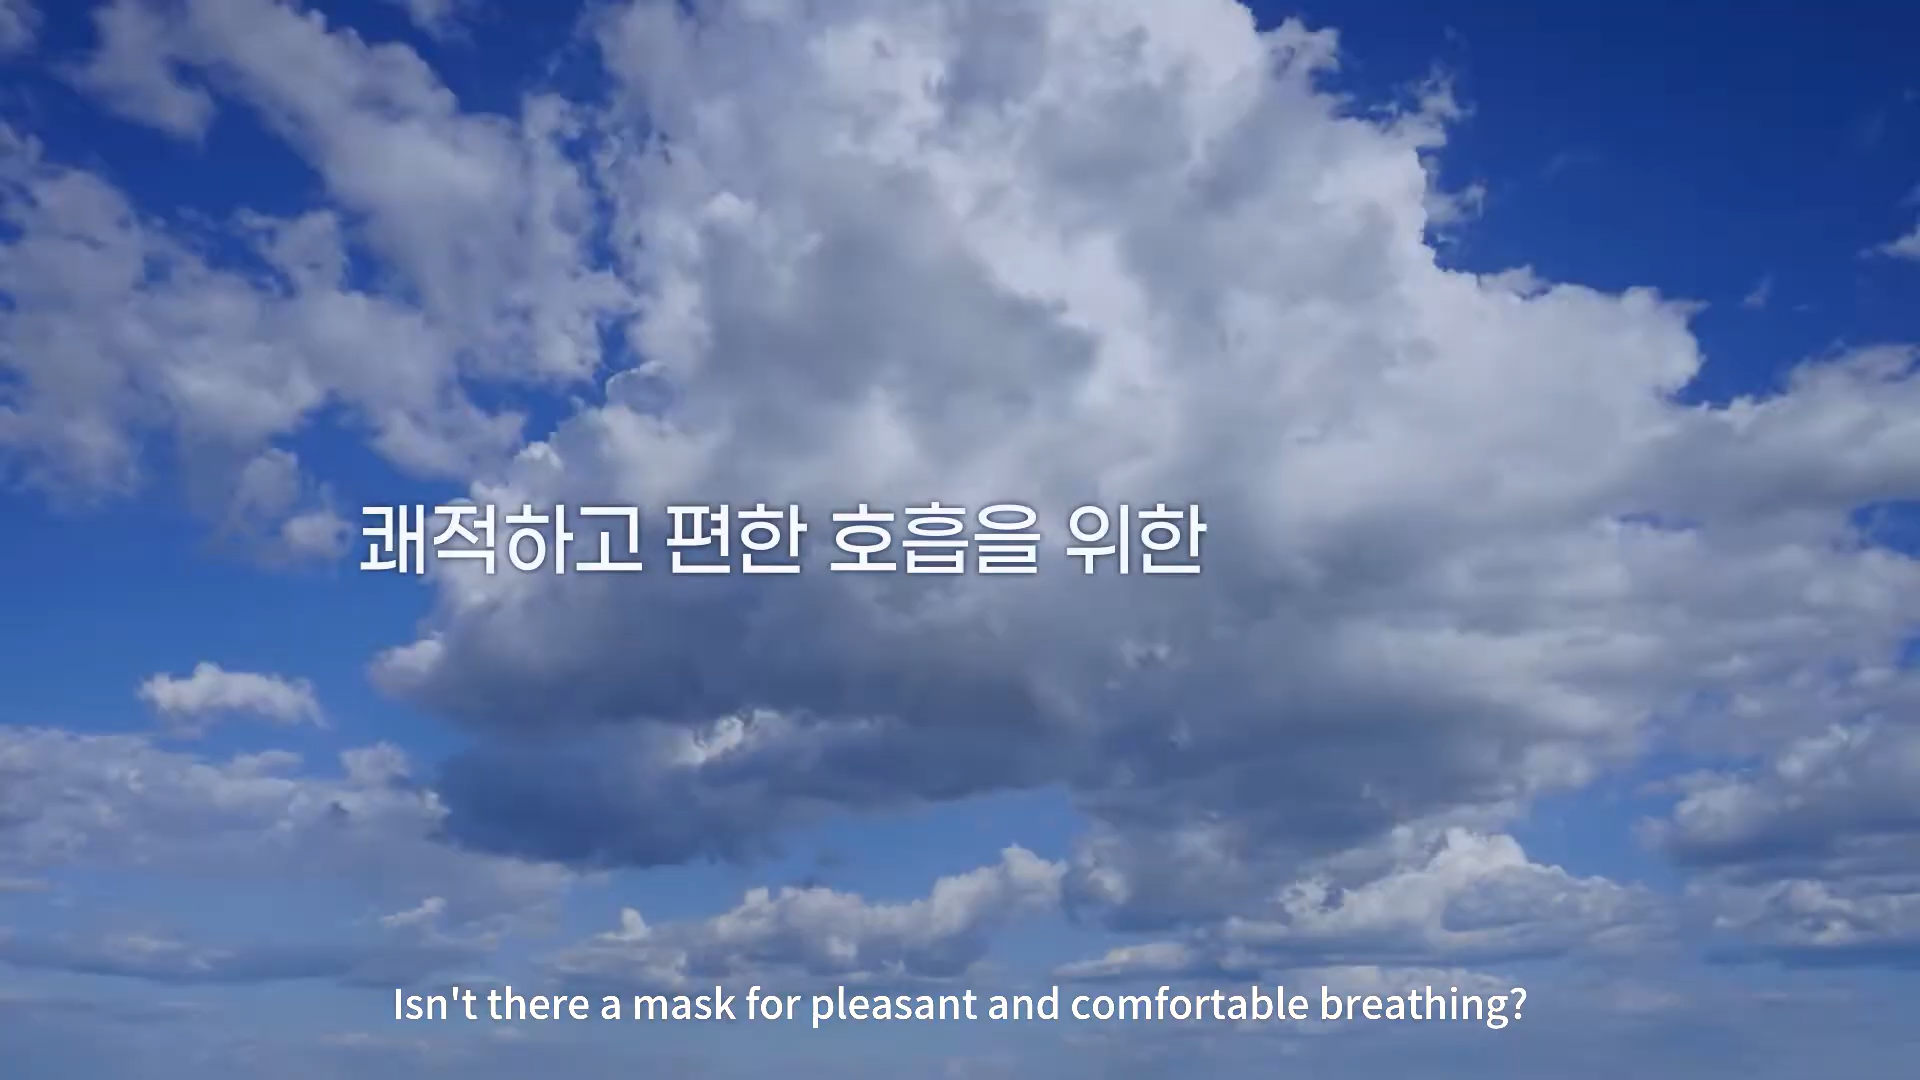 쾌적하고 편한 호흡을 위한
Isn't there a mask for pleasant and comfortable breathing?